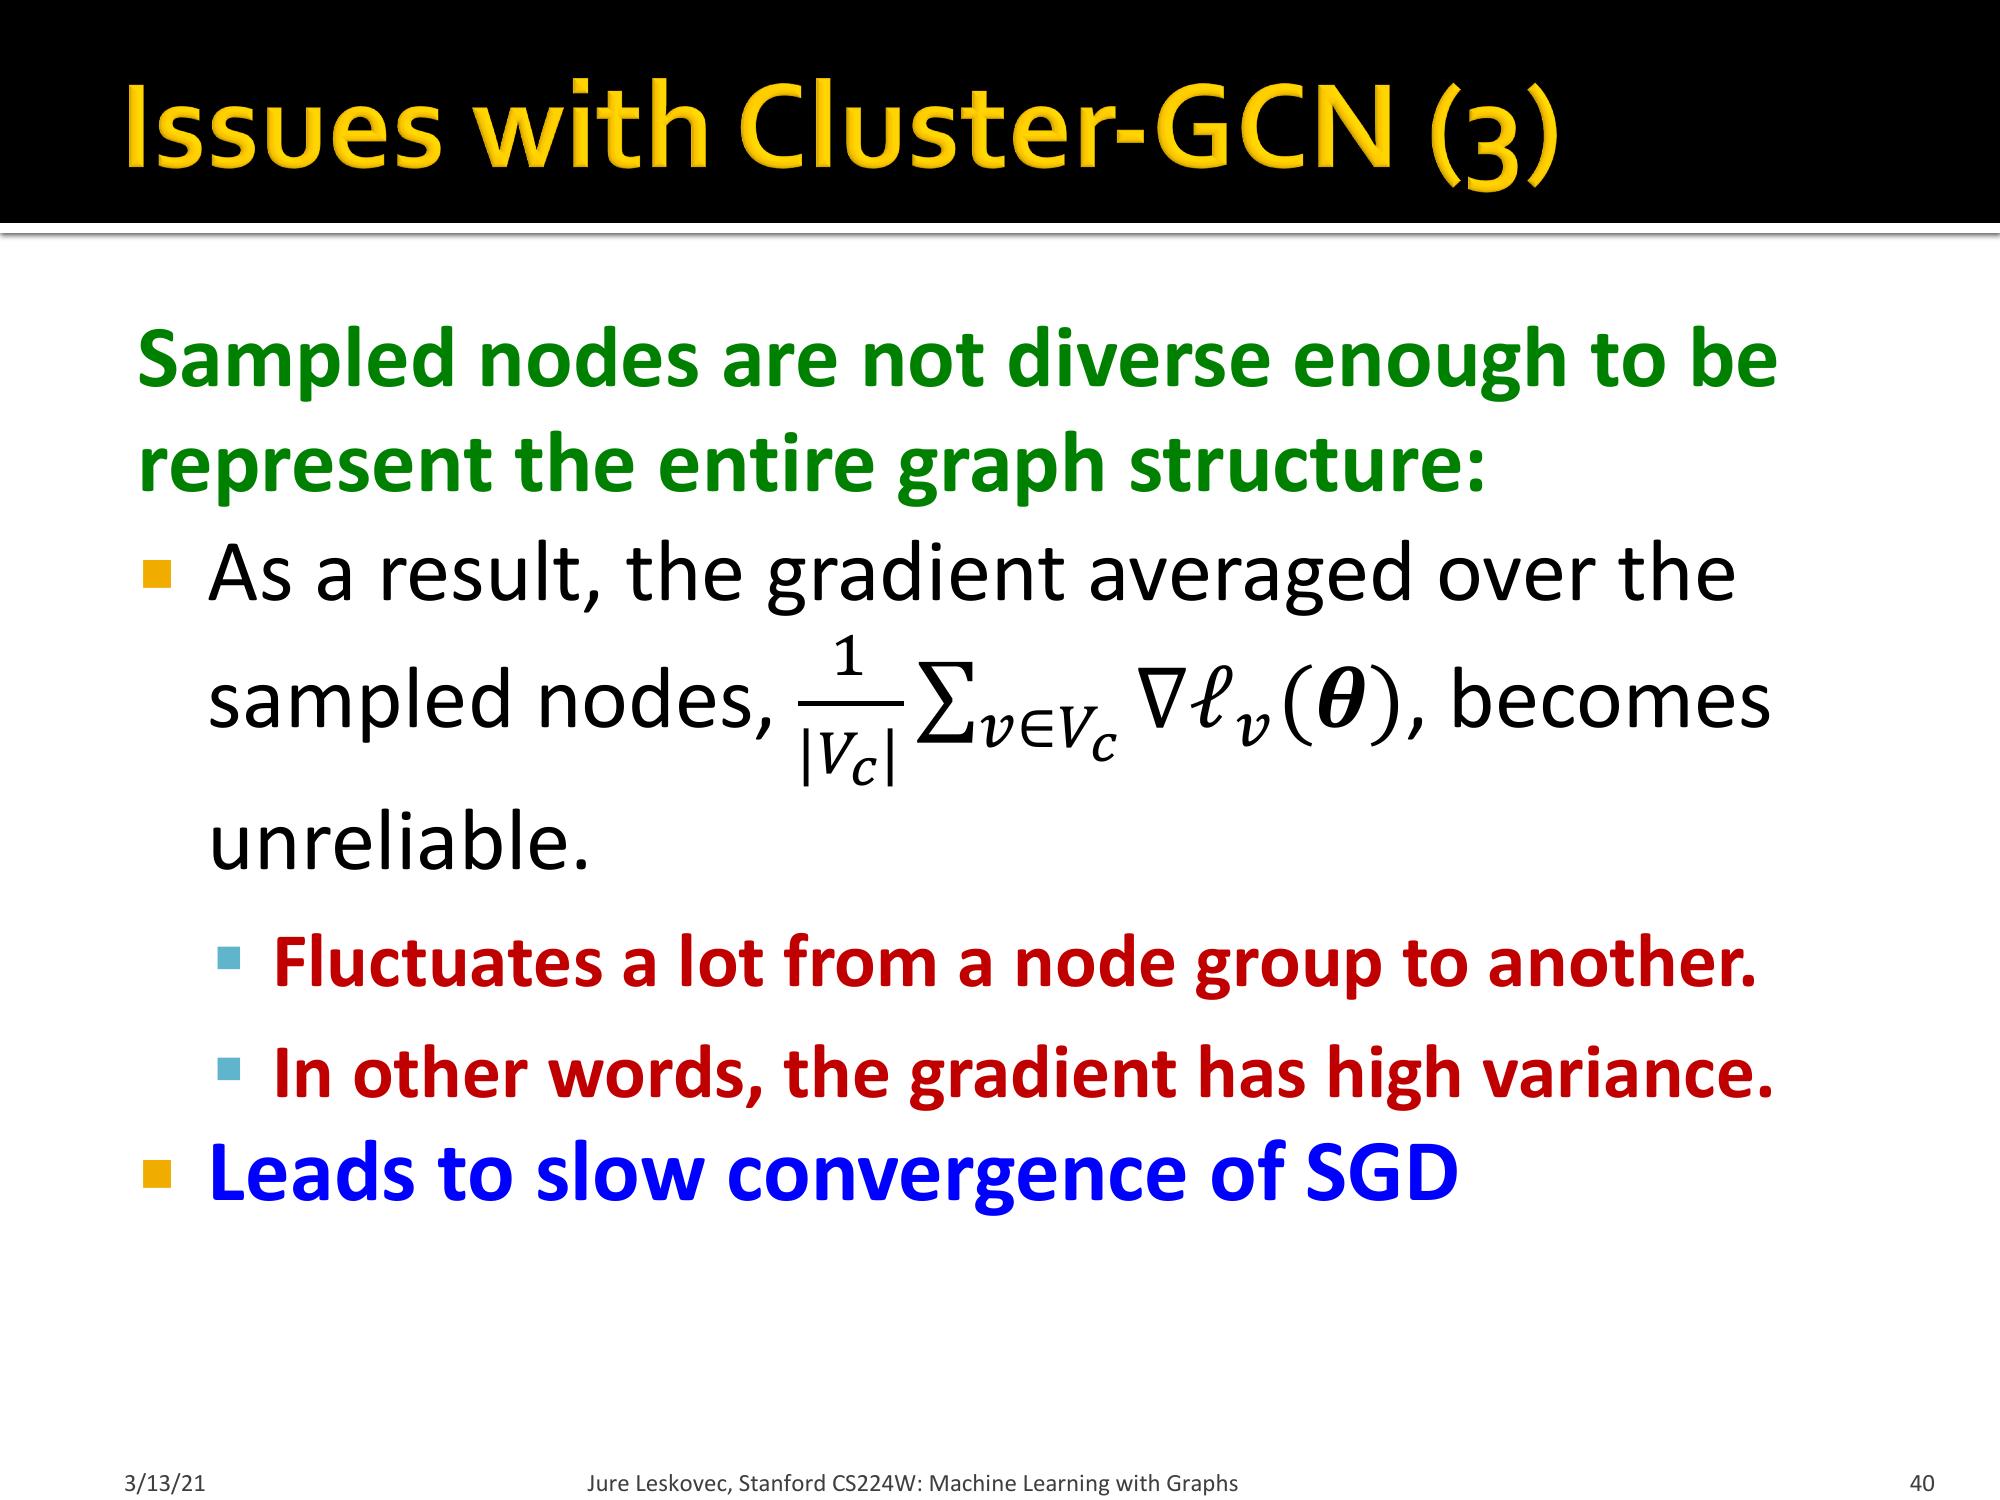 Issues with Cluster-GCN (3)
Sampled nodes are not diverse enough to be
represent the entire graph structure:
▪ As a result, the gradient averaged over the
sampled nodes, $\frac{1}{|V_c|}\sum_{v \in V_c} \nabla \ell_v(\boldsymbol{\theta})$, becomes
unreliable.
▪ Fluctuates a lot from a node group to another.
▪ In other words, the gradient has high variance.
▪ Leads to slow convergence of SGD
3/13/21 Jure Leskovec, Stanford CS224W: Machine Learning with Graphs 40